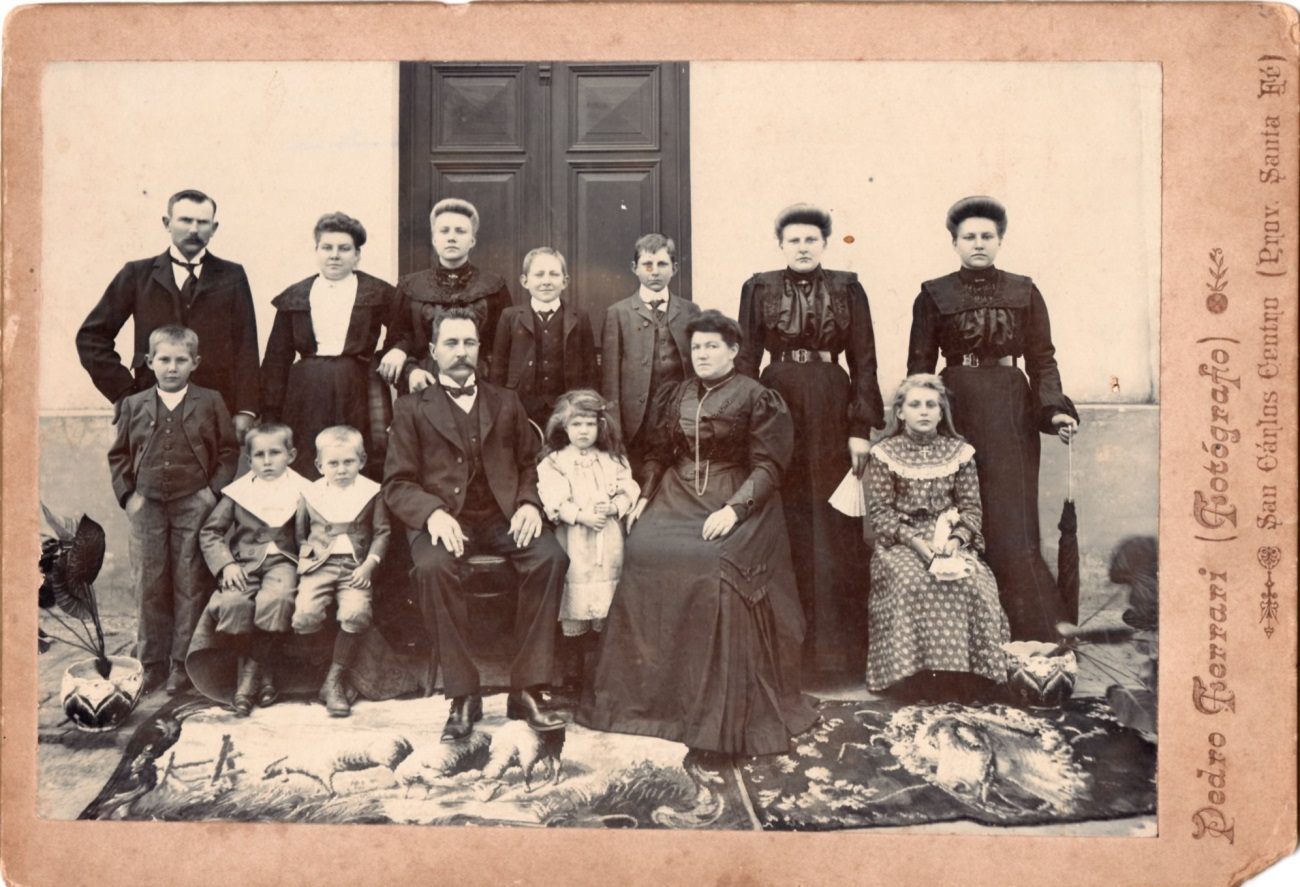 Pedro Ferrari (Fotógrafo)
San Cárlos Centro (Prov. Santa Fé)